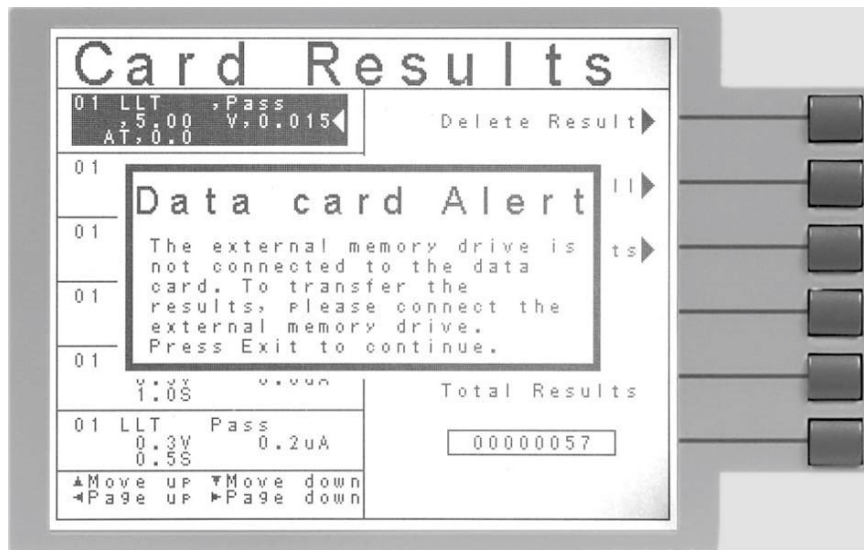 Card Results
01 LLT ,Pass
,5.00 V,0.015
AT,0.0
Delete Result
01
ll
01
ts
01
01
Data card Alert
The external memory drive is
not connected to the data
card. To transfer the
results, please connect the
external memory drive.
Press Exit to continue.
1.0S
Total Results
01 LLT Pass
0.3V 0.2uA
0.5S
00000057
▲Move up ▼Move down
◄Page up ►Page down